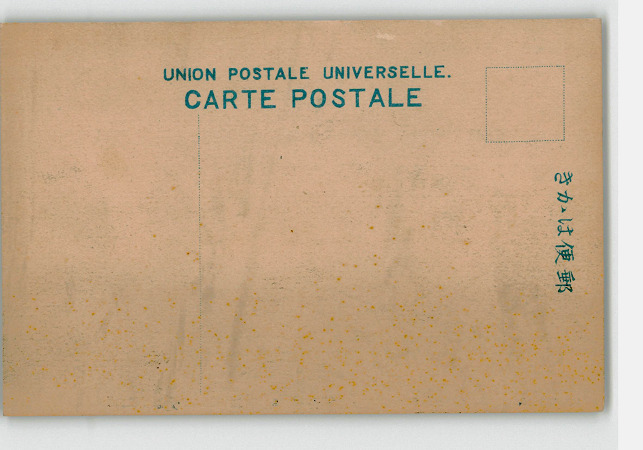 UNION POSTALE UNIVERSELLE.
CARTE POSTALE
郵便はがき